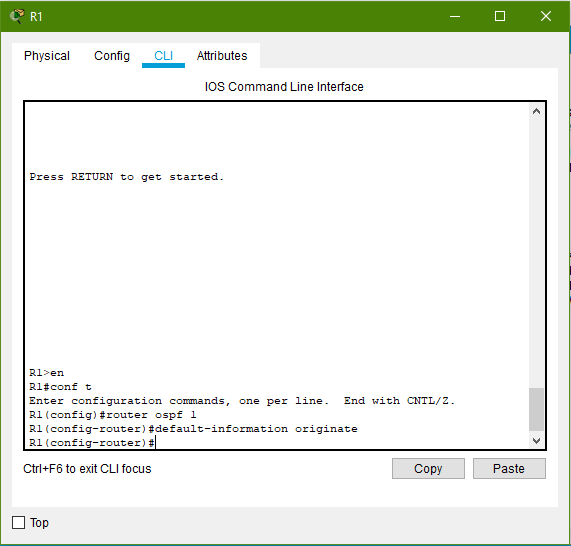 R1
Physical Config CLI Attributes
IOS Command Line Interface
Press RETURN to get started.
R1>en
R1#conf t
Enter configuration commands, one per line.  End with CNTL/Z.
R1(config)#router ospf 1
R1(config-router)#default-information originate
R1(config-router)#
Ctrl+F6 to exit CLI focus
Copy Paste
Top